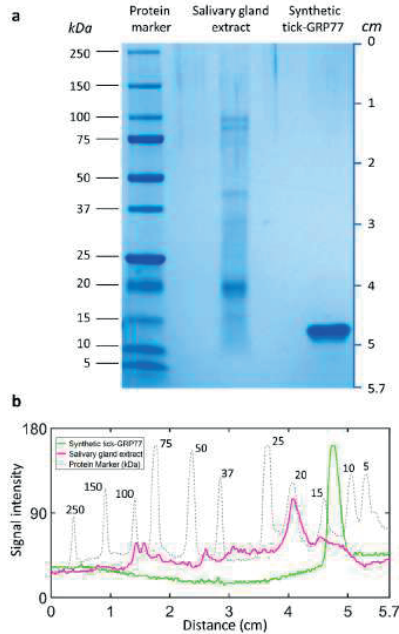 a
kDa
Protein marker
Salivary gland extract
Synthetic tick-GRP77
cm
250
150
100
75
50
37
25
20
15
10
5
0
1
2
3
4
5
5.7
b
Signal intensity
180
90
0
Synthetic tick-GRP77
Salivary gland extract
Protein Marker (kDa)
250
150
100
75
50
37
25
20
15
10
5
0 1 2 3 4 5 5.7
Distance (cm)